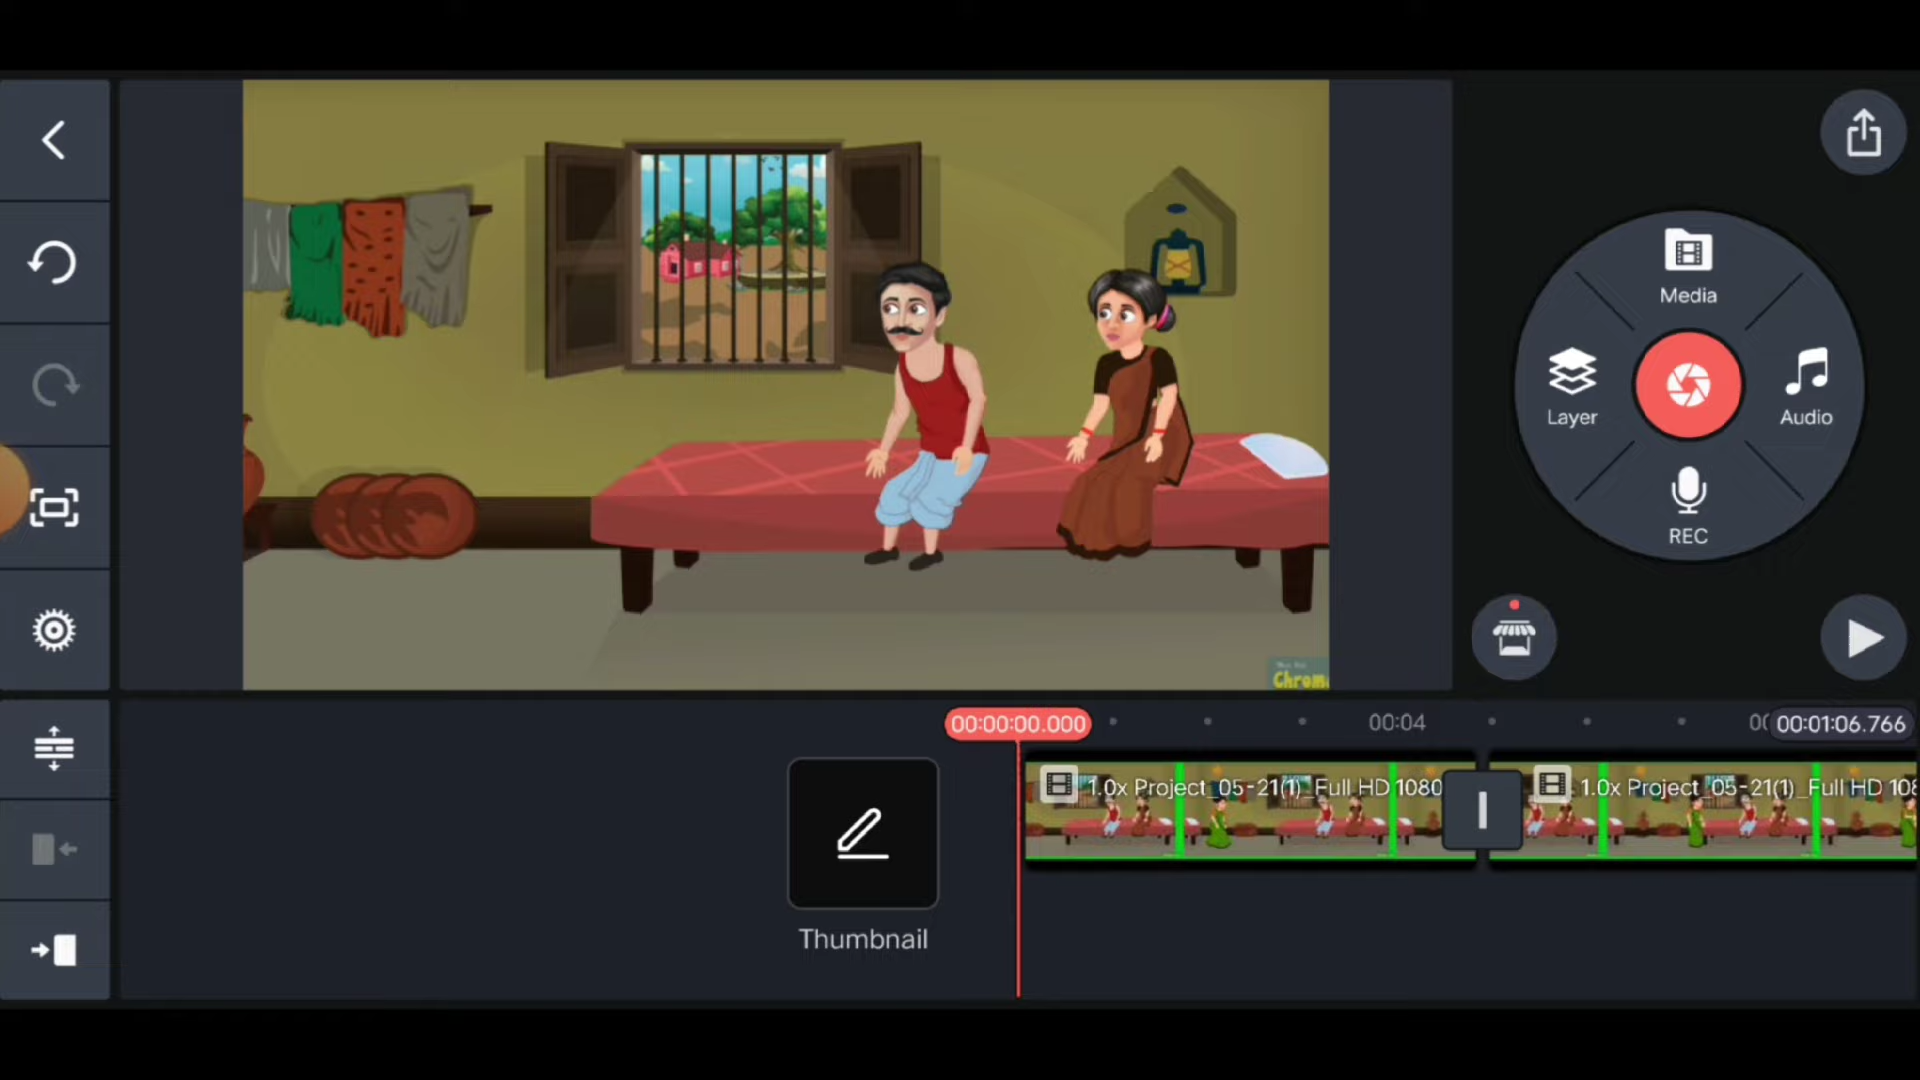 Media
Layer
Audio
REC
Chrom
00:00:00.000
00:04
00:01:06.766
1.0x Project_05-21(1)_Full HD 1080
1.0x Project_05-21(1)_Full HD 108
Thumbnail